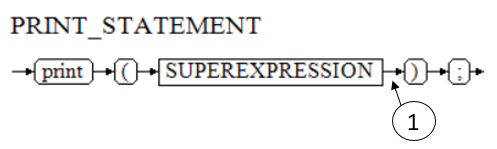 PRINT_STATEMENT
print ( SUPEREXPRESSION ) ;
1